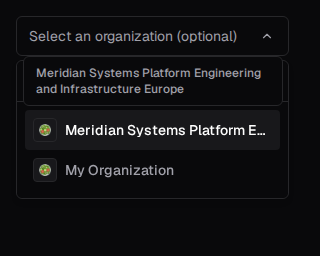 Select an organization (optional)
Meridian Systems Platform Engineering
and Infrastructure Europe
Meridian Systems Platform E...
My Organization